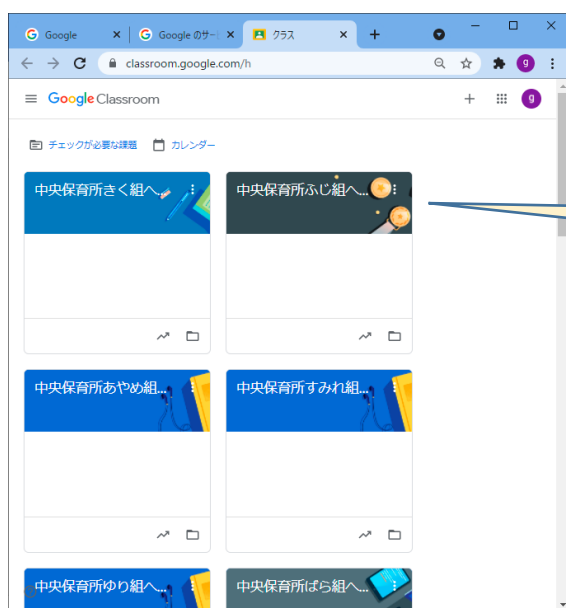 Google
Google のサー
クラス
classroom.google.com/h
g
Google Classroom
g
チェックが必要な課題
カレンダー
中央保育所きく組へ...
中央保育所ふじ組へ...
中央保育所あやめ組...
中央保育所すみれ組...
中央保育所ゆり組へ...
中央保育所ばら組へ...